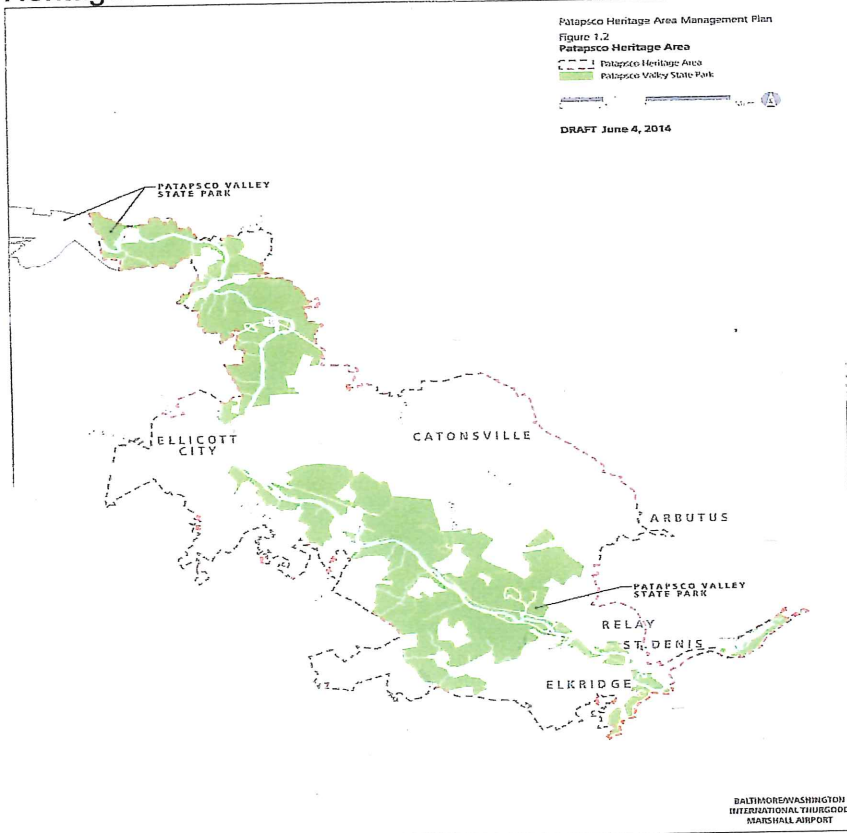 Patapsco Heritage Area Management Plan
Figure 1.2
Patapsco Heritage Area
Patapsco Heritage Area
Patapsco Valley State Park
DRAFT June 4, 2014
PATAPSCO VALLEY
STATE PARK
ELLICOTT
CITY
CATONSVILLE
ARBUTUS
PATAPSCO VALLEY
STATE PARK
RELAY
ST. DENIS
ELKRIDGE
BALTIMORE/WASHINGTON
INTERNATIONAL THURGOOD
MARSHALL AIRPORT